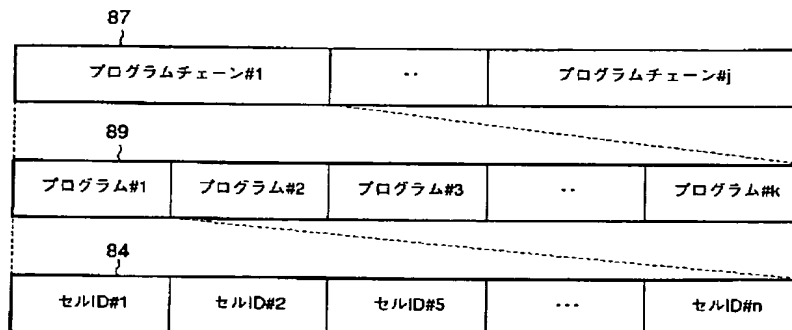 87
プログラムチェーン#1 ・・ プログラムチェーン#j
89
プログラム#1 プログラム#2 プログラム#3 ・・ プログラム#k
84
セルID#1 セルID#2 セルID#5 ・・・ セルID#n